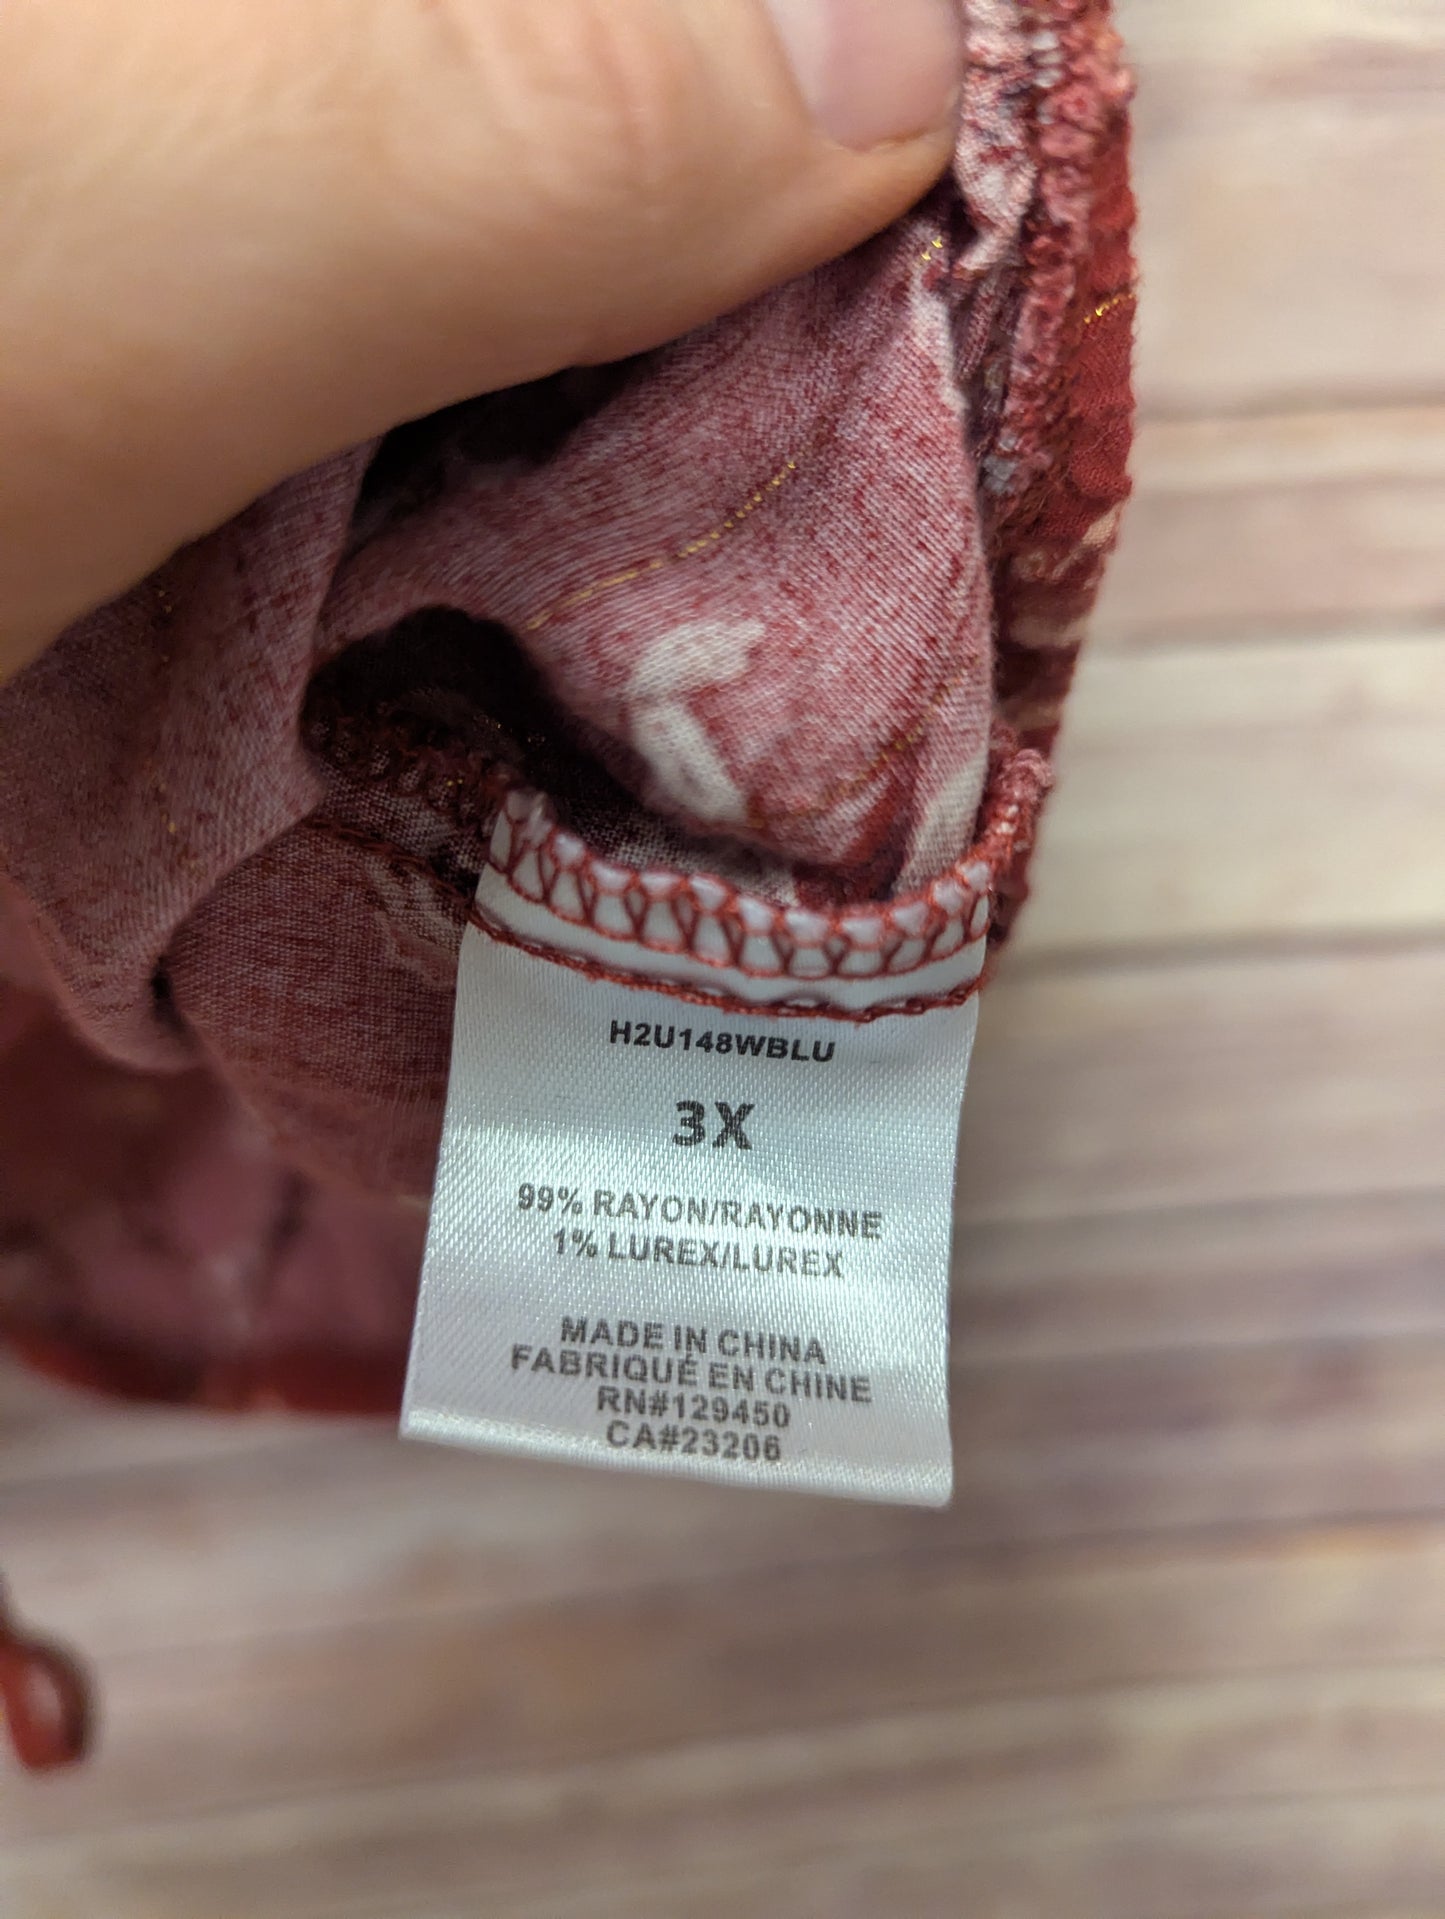 H2U148WBLU
3X
99% RAYON/RAYONNE
1% LUREX/LUREX
MADE IN CHINA
FABRIQUÉ EN CHINE
RN#129450
CA#23206